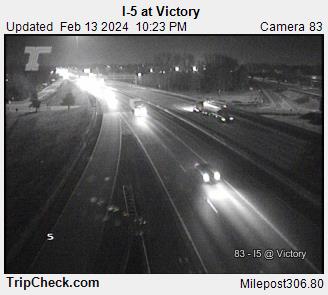 I-5 at Victory
Updated Feb 13 2024 10:23 PM Camera 83
T
S
83 - I5 @ Victory
TripCheck.com Milepost306.80